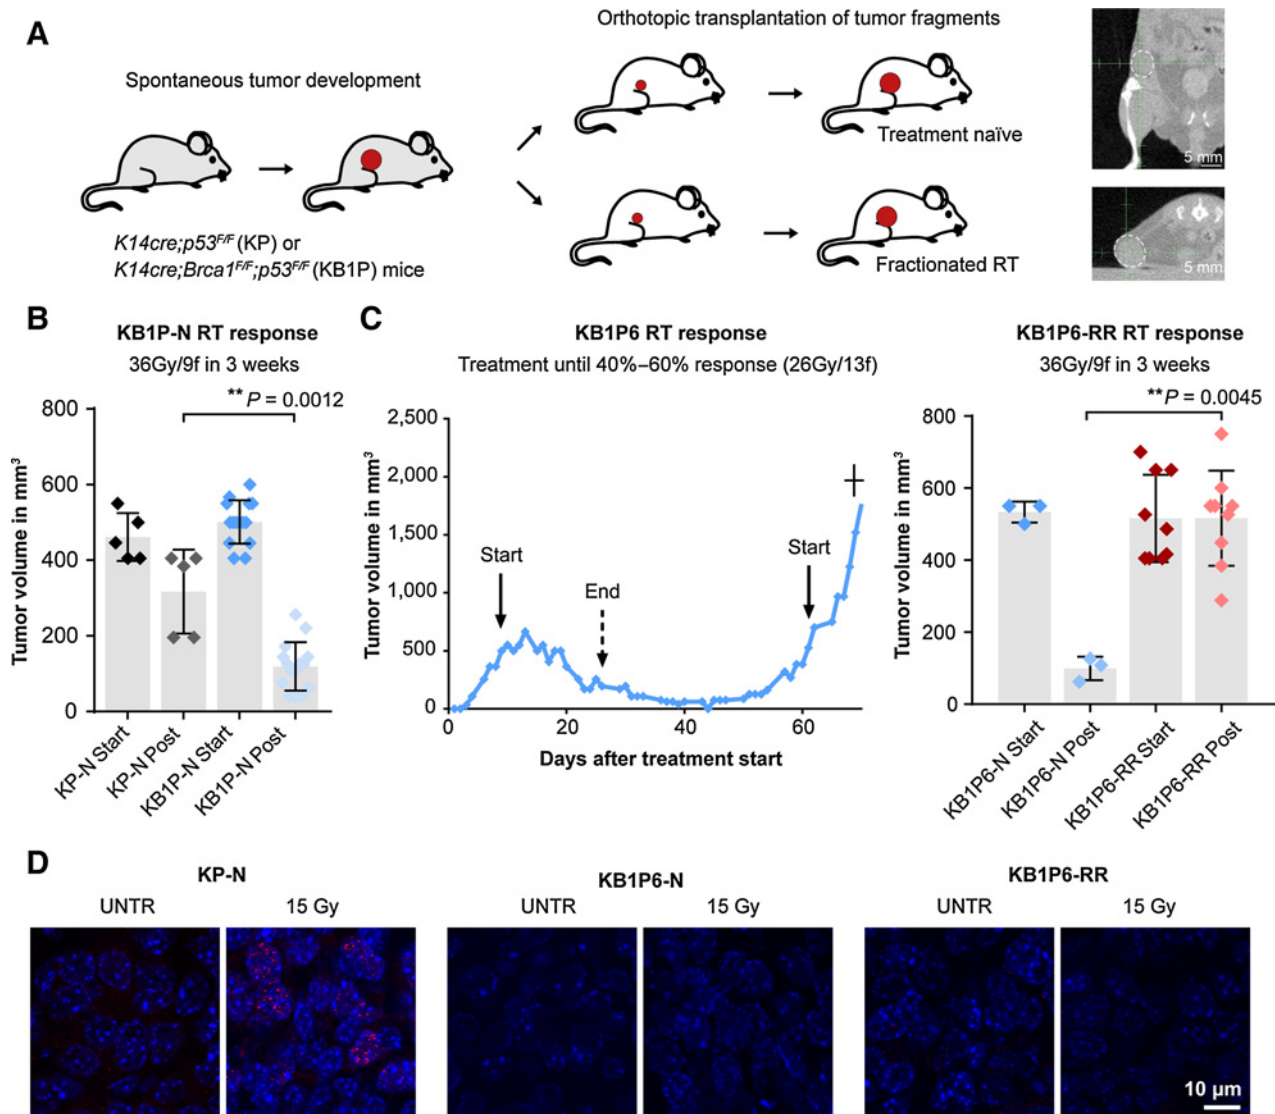 A
Orthotopic transplantation of tumor fragments
Spontaneous tumor development
Treatment naïve
5 mm
K14cre;p53F/F (KP) or
K14cre;Brca1F/F;p53F/F (KB1P) mice
Fractionated RT
5 mm
B
KB1P-N RT response
36Gy/9f in 3 weeks
**P = 0.0012
Tumor volume in mm³
800
600
400
200
0
KP-N Start
KP-N Post
KB1P-N Start
KB1P-N Post
C
KB1P6 RT response
Treatment until 40%–60% response (26Gy/13f)
Tumor volume in mm³
2,500
2,000
1,500
1,000
500
0
Start
End
Start
0
20
40
60
Days after treatment start
KB1P6-RR RT response
36Gy/9f in 3 weeks
**P = 0.0045
Tumor volume in mm³
800
600
400
200
0
KB1P6-N Start
KB1P6-N Post
KB1P6-RR Start
KB1P6-RR Post
D
KP-N
UNTR
15 Gy
KB1P6-N
UNTR
15 Gy
KB1P6-RR
UNTR
15 Gy
10 µm